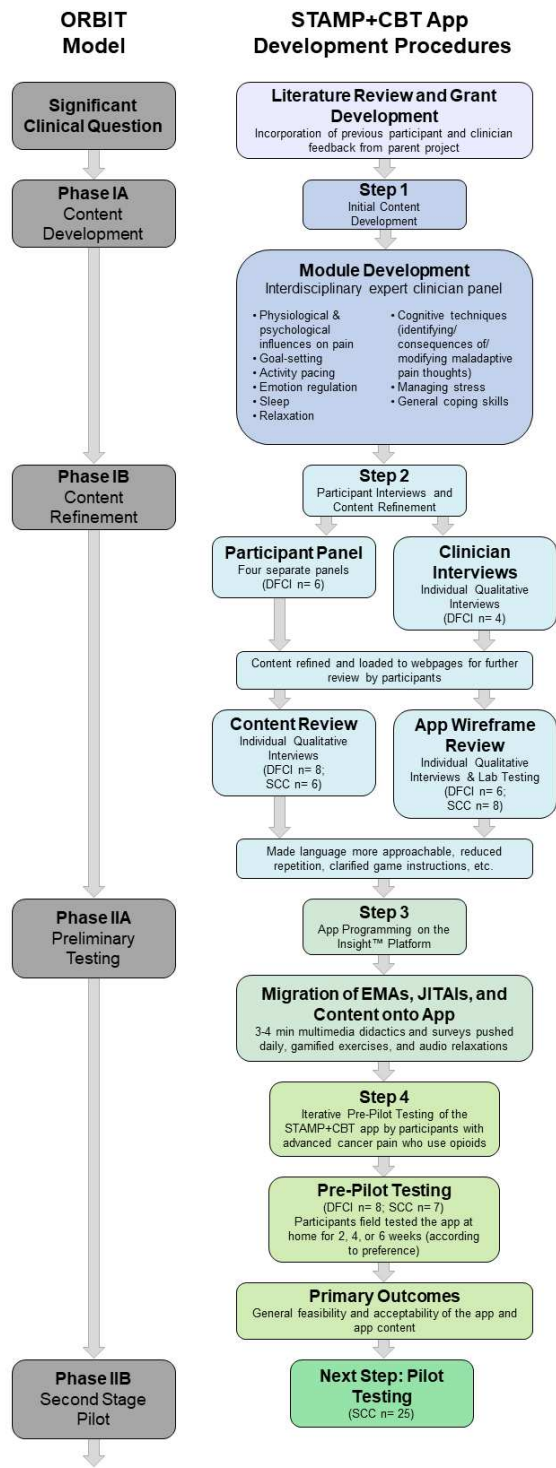 ORBIT
Model
STAMP+CBT App
Development Procedures
Significant
Clinical Question
Literature Review and Grant
Development
Incorporation of previous participant and clinician
feedback from parent project
Phase IA
Content
Development
Step 1
Initial Content
Development
Module Development
Interdisciplinary expert clinician panel
• Physiological &
psychological
influences on pain
• Goal-setting
• Activity pacing
• Emotion regulation
• Sleep
• Relaxation
• Cognitive techniques
(identifying/
consequences of/
modifying maladaptive
pain thoughts)
• Managing stress
• General coping skills
Phase IB
Content
Refinement
Step 2
Participant Interviews and
Content Refinement
Participant Panel
Four separate panels
(DFCI n= 6)
Clinician
Interviews
Individual Qualitative
Interviews
(DFCI n= 4)
Content refined and loaded to webpages for further
review by participants
Content Review
Individual Qualitative
Interviews
(DFCI n= 8;
SCC n= 6)
App Wireframe
Review
Individual Qualitative
Interviews & Lab Testing
(DFCI n= 6;
SCC n= 8)
Made language more approachable, reduced
repetition, clarified game instructions, etc.
Phase IIA
Preliminary
Testing
Step 3
App Programming on the
Insight™ Platform
Migration of EMAs, JITAIs, and
Content onto App
3-4 min multimedia didactics and surveys pushed
daily, gamified exercises, and audio relaxations
Step 4
Iterative Pre-Pilot Testing of the
STAMP+CBT app by participants with
advanced cancer pain who use opioids
Pre-Pilot Testing
(DFCI n= 8; SCC n= 7)
Participants field tested the app at
home for 2, 4, or 6 weeks (according
to preference)
Primary Outcomes
General feasibility and acceptability of the app and
app content
Phase IIB
Second Stage
Pilot
Next Step: Pilot
Testing
(SCC n= 25)